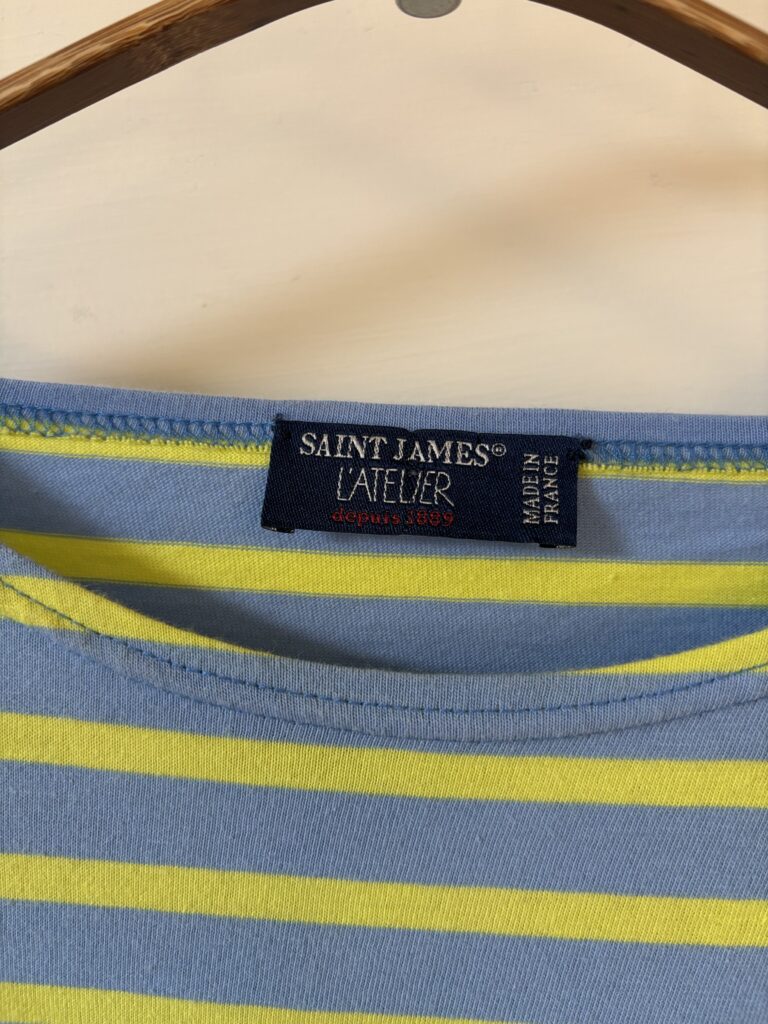 SAINT JAMES®
L'ATELIER
depuis 1889
MADE IN
FRANCE